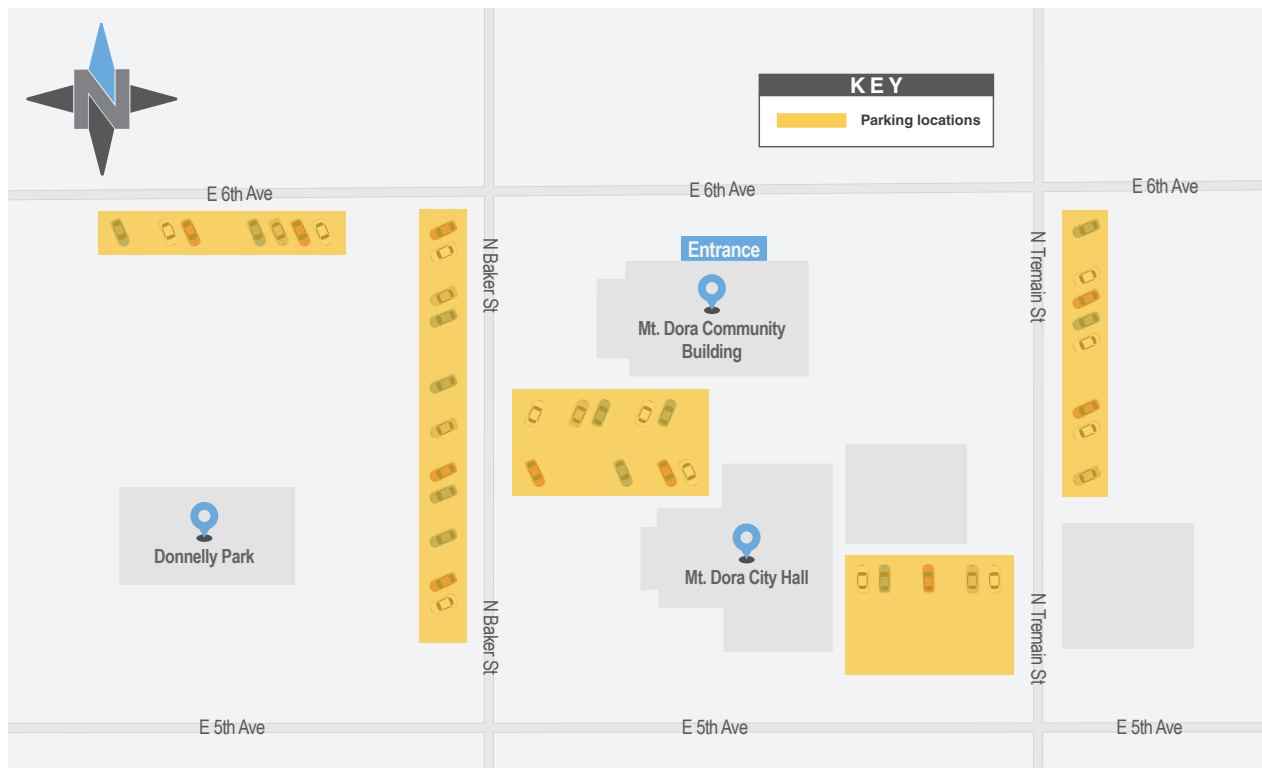 N
KEY
Parking locations
E 6th Ave
E 6th Ave
E 6th Ave
N Baker St
Entrance
N Tremain St
Mt. Dora Community
Building
Donnelly Park
Mt. Dora City Hall
N Baker St
N Tremain St
E 5th Ave
E 5th Ave
E 5th Ave